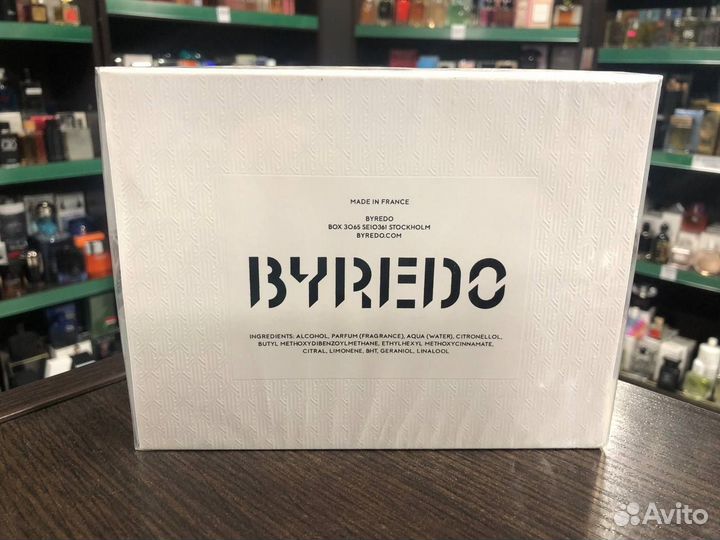 MADE IN FRANCE
BYREDO
BOX 3065 SE10361 STOCKHOLM
BYREDO.COM
BYREDO
INGREDIENTS: ALCOHOL, PARFUM (FRAGRANCE), AQUA (WATER), CITRONELLOL,
BUTYL METHOXYDIBENZOYLMETHANE, ETHYLHEXYL METHOXYCINNAMATE,
CITRAL, LIMONENE, BHT, GERANIOL, LINALOOL
Avito